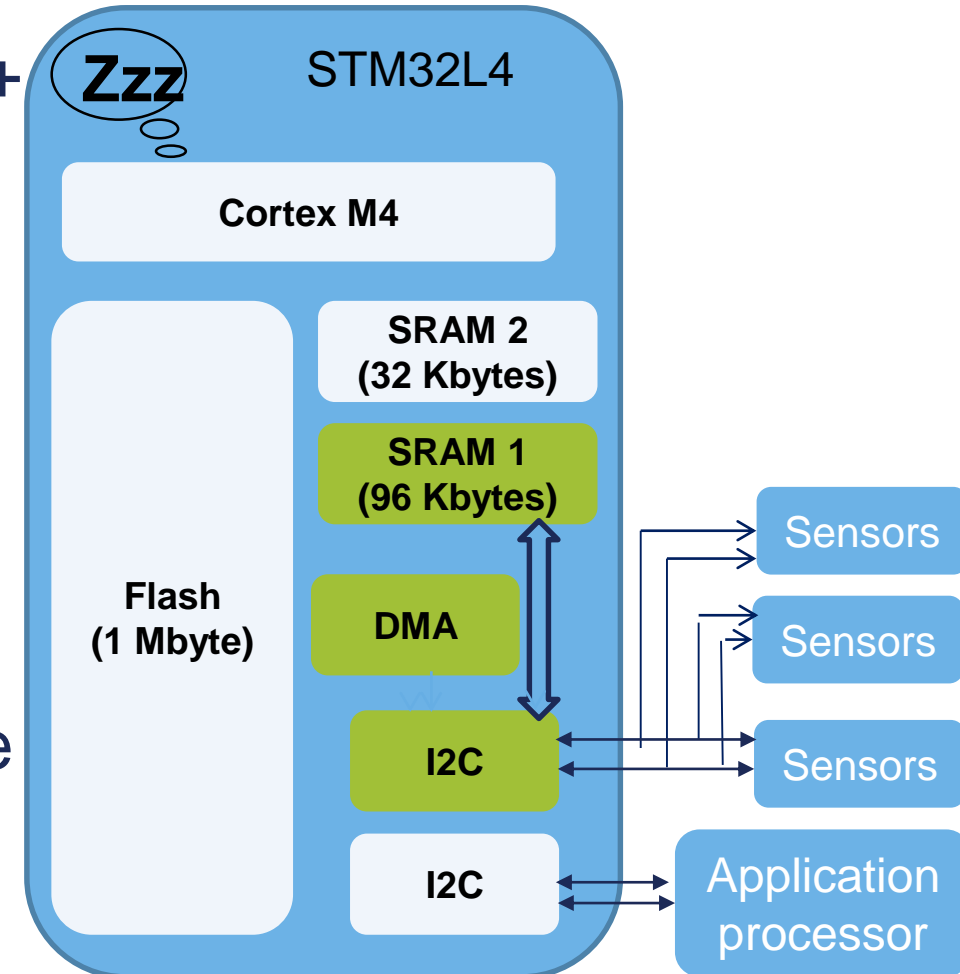 +
Zzz
STM32L4
Cortex M4
SRAM 2
(32 Kbytes)
SRAM 1
(96 Kbytes)
Flash
(1 Mbyte)
DMA
I2C
I2C
Sensors
Sensors
Sensors
Application
processor
e